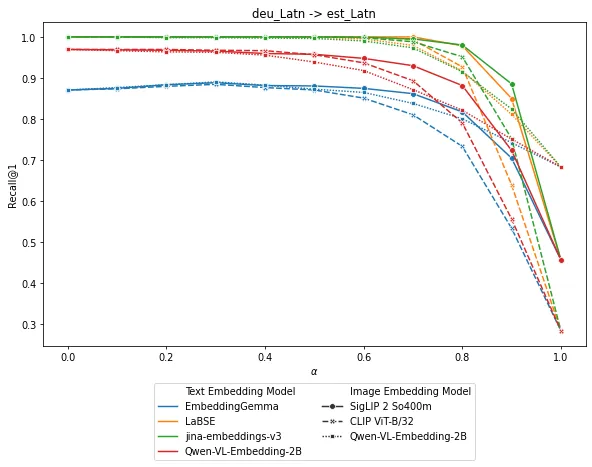 deu_Latn -> est_Latn
Recall@1
1.0
0.9
0.8
0.7
0.6
0.5
0.4
0.3
0.0 0.2 0.4 0.6 0.8 1.0
α
Text Embedding Model Image Embedding Model
EmbeddingGemma SigLIP 2 So400m
LaBSE CLIP ViT-B/32
jina-embeddings-v3 Qwen-VL-Embedding-2B
Qwen-VL-Embedding-2B